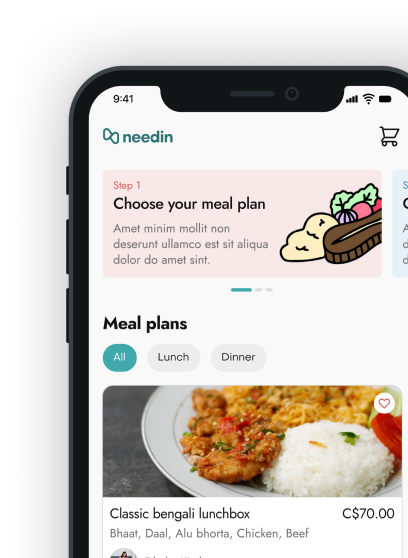 9:41
needin
Step 1
Choose your meal plan
Amet minim mollit non
deserunt ullamco est sit aliqua
dolor do amet sint.
Meal plans
All
Lunch
Dinner
Classic bengali lunchbox
C$70.00
Bhaat, Daal, Alu bhorta, Chicken, Beef